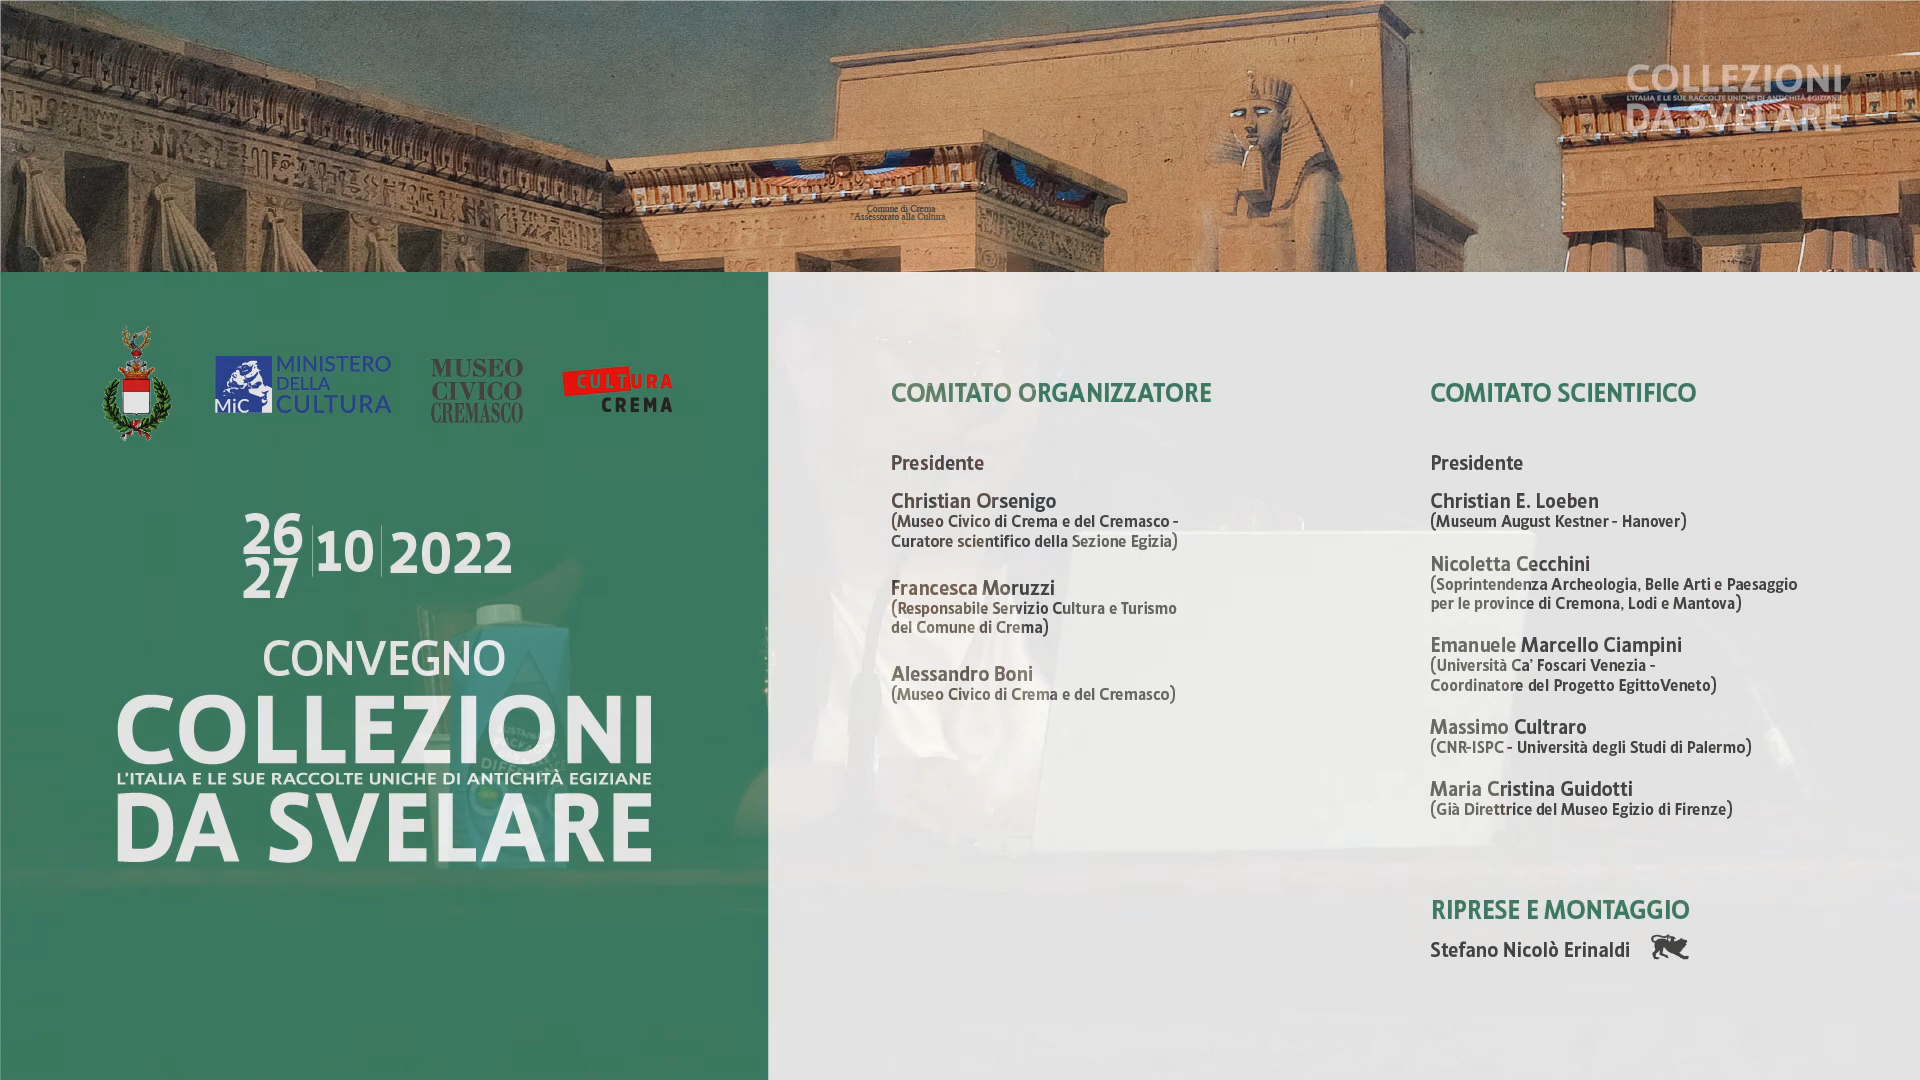 COLLEZIONI
L'ITALIA E LE SUE RACCOLTE UNICHE DI ANTICHITÀ EGIZIANE
DA SVELARE
Comune di Crema
Assessorato alla Cultura
MiC
MINISTERO
DELLA
CULTURA
MUSEO
CIVICO
CREMASCO
CULTURA
CREMA
26
27
10
2022
CONVEGNO
COLLEZIONI
L'ITALIA E LE SUE RACCOLTE UNICHE DI ANTICHITÀ EGIZIANE
DA SVELARE
COMITATO ORGANIZZATORE
Presidente
Christian Orsenigo
(Museo Civico di Crema e del Cremasco -
Curatore scientifico della Sezione Egizia)
Francesca Moruzzi
(Responsabile Servizio Cultura e Turismo
del Comune di Crema)
Alessandro Boni
(Museo Civico di Crema e del Cremasco)
COMITATO SCIENTIFICO
Presidente
Christian E. Loeben
(Museum August Kestner - Hanover)
Nicoletta Cecchini
(Soprintendenza Archeologia, Belle Arti e Paesaggio
per le province di Cremona, Lodi e Mantova)
Emanuele Marcello Ciampini
(Università Ca' Foscari Venezia -
Coordinatore del Progetto EgittoVeneto)
Massimo Cultraro
(CNR-ISPC - Università degli Studi di Palermo)
Maria Cristina Guidotti
(Già Direttrice del Museo Egizio di Firenze)
RIPRESE E MONTAGGIO
Stefano Nicolò Erinaldi